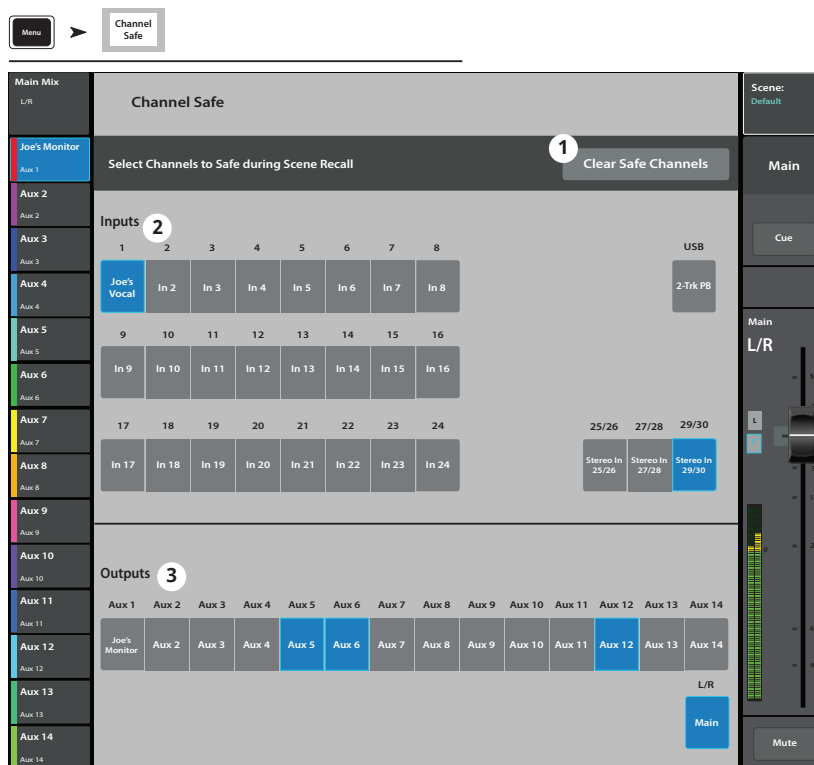 Menu
Channel
Safe
Main Mix
L/R
Joe's Monitor
Aux 1
Aux 2
Aux 2
Aux 3
Aux 3
Aux 4
Aux 4
Aux 5
Aux 5
Aux 6
Aux 6
Aux 7
Aux 7
Aux 8
Aux 8
Aux 9
Aux 9
Aux 10
Aux 10
Aux 11
Aux 11
Aux 12
Aux 12
Aux 13
Aux 13
Aux 14
Aux 14
Channel Safe
Select Channels to Safe during Scene Recall
1
Clear Safe Channels
Inputs 2
1 2 3 4 5 6 7 8 USB
Joe's
Vocal
In 2 In 3 In 4 In 5 In 6 In 7 In 8 2-Trk PB
9 10 11 12 13 14 15 16
In 9 In 10 In 11 In 12 In 13 In 14 In 15 In 16
17 18 19 20 21 22 23 24 25/26 27/28 29/30
In 17 In 18 In 19 In 20 In 21 In 22 In 23 In 24
Stereo In
25/26
Stereo In
27/28
Stereo In
29/30
Outputs 3
Aux 1 Aux 2 Aux 3 Aux 4 Aux 5 Aux 6 Aux 7 Aux 8 Aux 9 Aux 10 Aux 11 Aux 12 Aux 13 Aux 14
Joe's
Monitor
Aux 2 Aux 3 Aux 4 Aux 5 Aux 6 Aux 7 Aux 8 Aux 9 Aux 10 Aux 11 Aux 12 Aux 13 Aux 14
L/R
Main
Scene:
Default
Main
Cue
Main
L/R
L
0
Mute